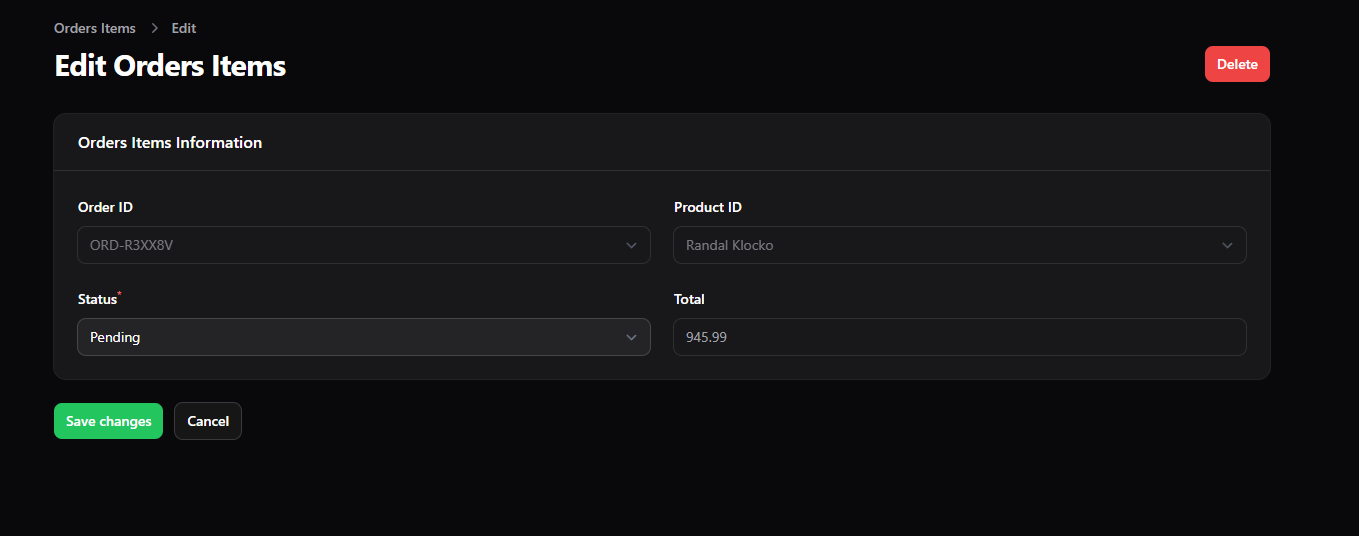 Orders Items > Edit
Edit Orders Items
Delete
Orders Items Information
Order ID
Product ID
ORD-R3XX8V
Randal Klocko
Status*
Total
Pending
945.99
Save changes
Cancel